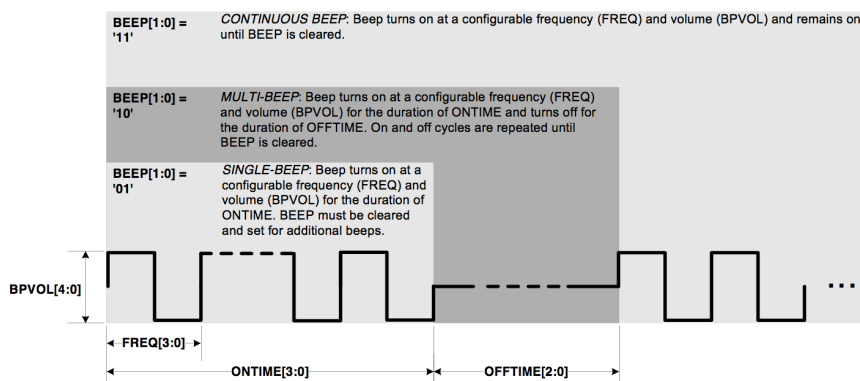 BEEP[1:0] =
'11'
CONTINUOUS BEEP: Beep turns on at a configurable frequency (FREQ) and volume (BPVOL) and remains on
until BEEP is cleared.
BEEP[1:0] =
'10'
MULTI-BEEP: Beep turns on at a configurable frequency (FREQ)
and volume (BPVOL) for the duration of ONTIME and turns off for
the duration of OFFTIME. On and off cycles are repeated until
BEEP is cleared.
BEEP[1:0] =
'01'
SINGLE-BEEP: Beep turns on at a
configurable frequency (FREQ) and
volume (BPVOL) for the duration of
ONTIME. BEEP must be cleared
and set for additional beeps.
BPVOL[4:0]
...
FREQ[3:0]
ONTIME[3:0]
OFFTIME[2:0]